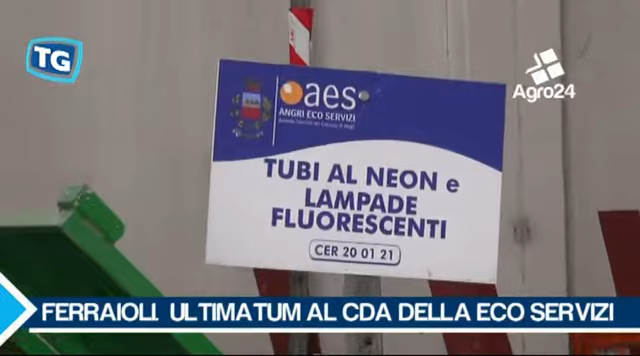 TG
Agro24
aes
ANGRI ECO SERVIZI
TUBI AL NEON e
LAMPADE
FLUORESCENTI
CER 20 01 21
FERRAIOLI. ULTIMATUM AL CDA DELLA ECO SERVIZI